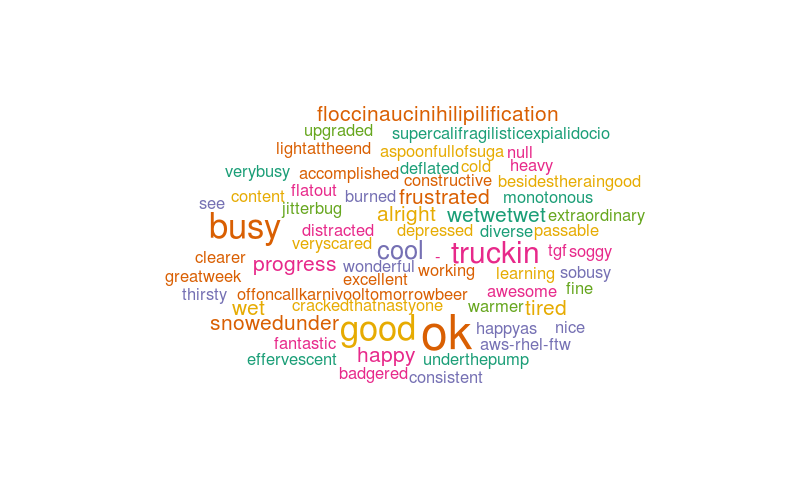 floccinaucinihilipilification
upgraded supercalifragilisticexpialidocio
lightattheend aspoonfullofsuga null
verybusy accomplished deflated cold heavy
constructive besidestheraingood
see content flatout burned frustrated monotonous
jitterbug alright wetwetwet extraordinary
busy distracted depressed diverse passable
veryscared cool - truckin tgf soggy
clearer progress wonderful working learning sobusy
greatweek excellent
thirsty offoncallkarnivooltomorrowbeer awesome fine
wet crackedthatnastyone warmer tired
snowedunder good ok happyas nice
fantastic happy aws-rhel-ftw
effervescent underthepump
badgered consistent